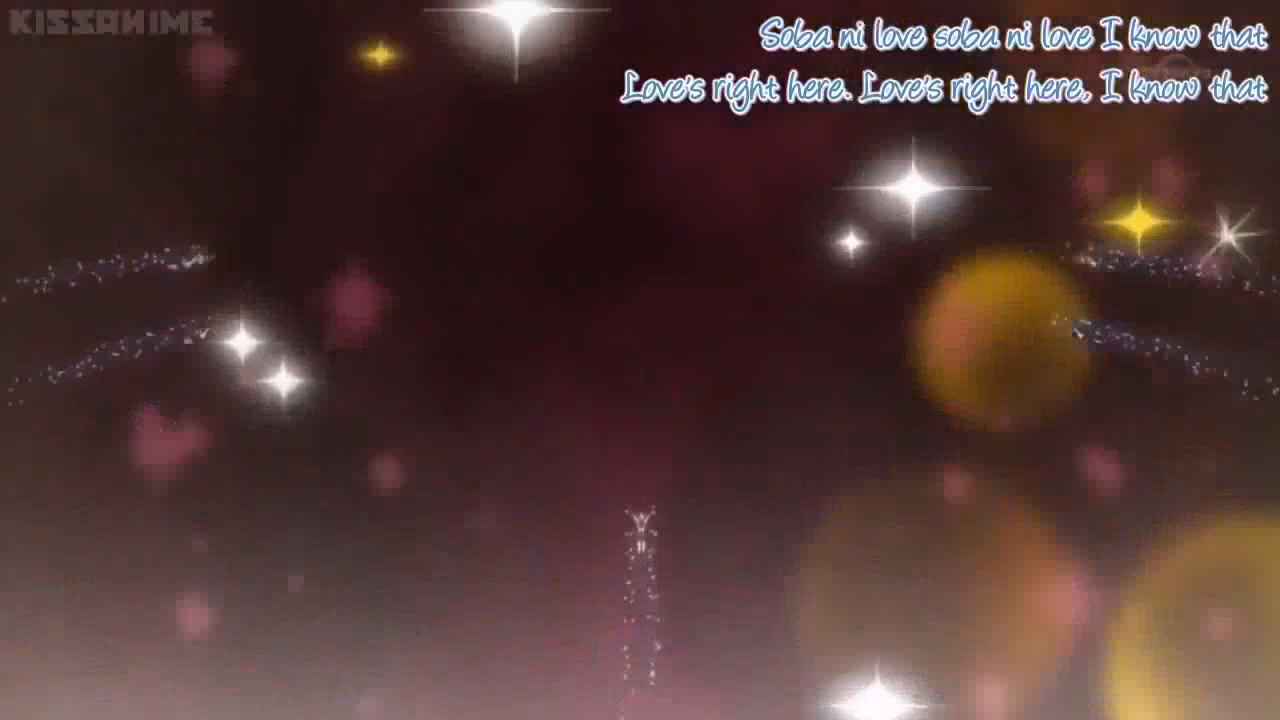 KISSANIME
Soba ni love soba ni love I know that
Love's right here. Love's right here, I know that